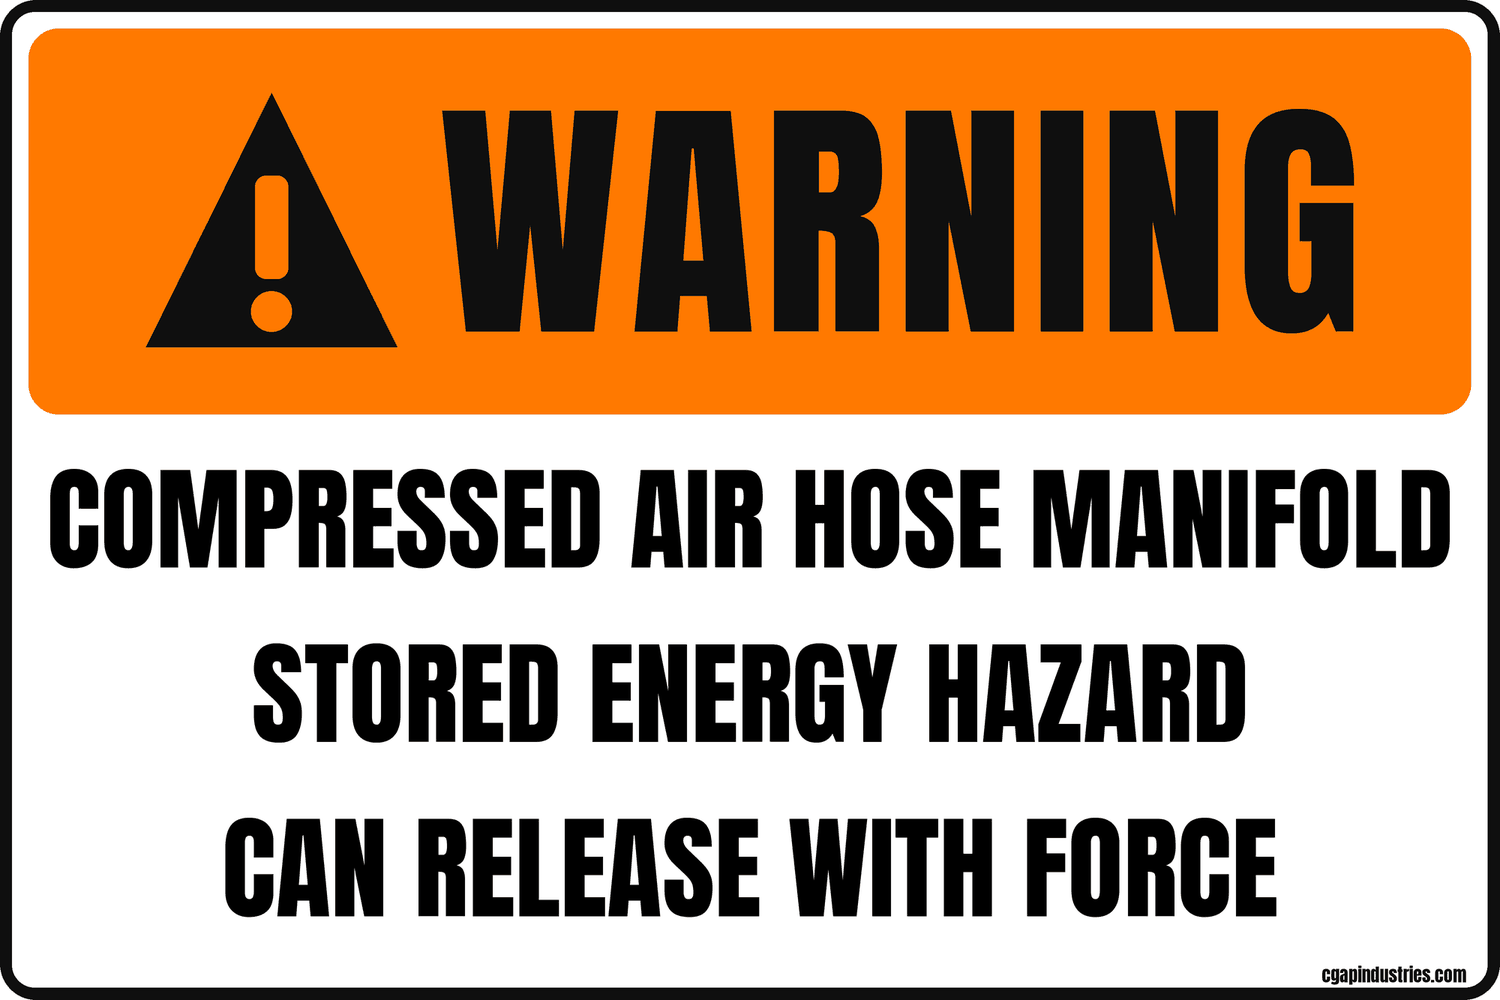 WARNING
COMPRESSED AIR HOSE MANIFOLD
STORED ENERGY HAZARD
CAN RELEASE WITH FORCE
cgapindustries.com